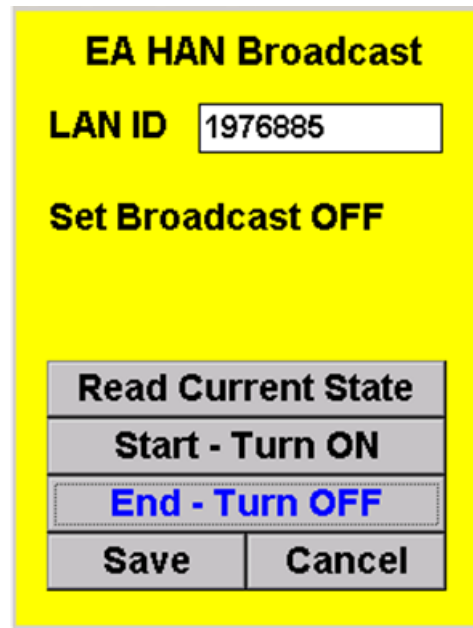 EA HAN Broadcast
LAN ID 1976885
Set Broadcast OFF
Read Current State
Start - Turn ON
End - Turn OFF
Save Cancel